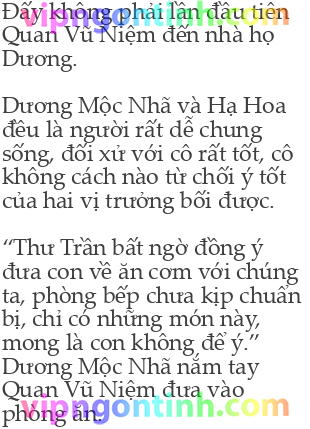 Đấy không phải lần đầu tiên
Quan Vũ Niệm đến nhà họ
Dương.
Dương Mộc Nhã và Hạ Hoa
đều là người rất dễ chung
sống, đối xử với cô rất tốt, cô
không cách nào từ chối ý tốt
của hai vị trưởng bối được.
“Thư Trần bất ngờ đồng ý
đưa con về ăn cơm với chúng
ta, phòng bếp chưa kịp chuẩn
bị, chỉ có những món này,
mong là con không để ý.”
Dương Mộc Nhã nắm tay
Quan Vũ Niệm đưa vào
phòng ăn.
vipngontinh.com
vipngontinh.com